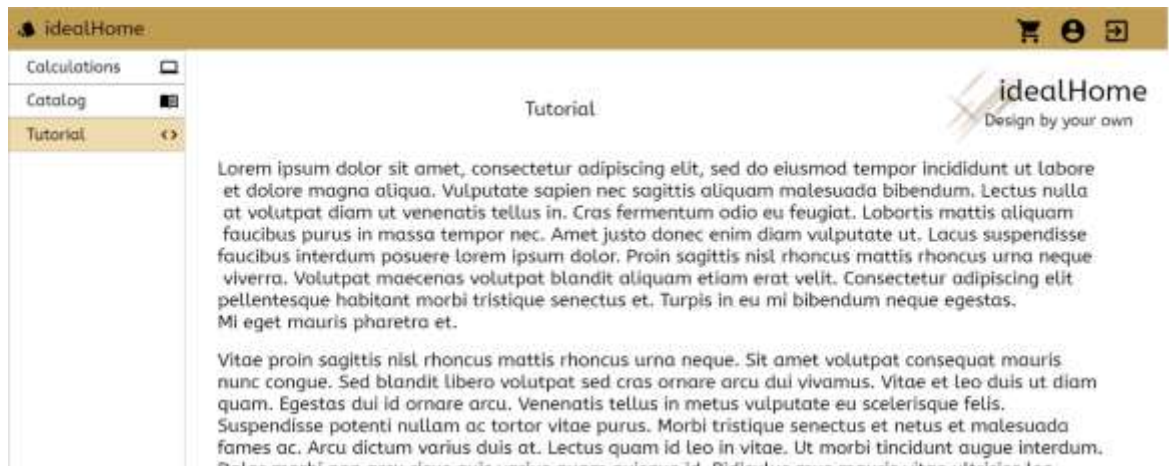 idealHome
Calculations
Catalog
Tutorial
Tutorial
idealHome
Design by your own
Lorem ipsum dolor sit amet, consectetur adipiscing elit, sed do eiusmod tempor incididunt ut labore
et dolore magna aliqua. Vulputate sapien nec sagittis aliquam malesuada bibendum. Lectus nulla
at volutpat diam ut venenatis tellus in. Cras fermentum odio eu feugiat. Lobortis mattis aliquam
faucibus purus in massa tempor nec. Amet justo donec enim diam vulputate ut. Lacus suspendisse
faucibus interdum posuere lorem ipsum dolor. Proin sagittis nisl rhoncus mattis rhoncus urna neque
viverra. Volutpat maecenas volutpat blandit aliquam etiam erat velit. Consectetur adipiscing elit
pellentesque habitant morbi tristique senectus et. Turpis in eu mi bibendum neque egestas.
Mi eget mauris pharetra et.
Vitae proin sagittis nisl rhoncus mattis rhoncus urna neque. Sit amet volutpat consequat mauris
nunc congue. Sed blandit libero volutpat sed cras ornare arcu dui vivamus. Vitae et leo duis ut diam
quam. Egestas dui id ornare arcu. Venenatis tellus in metus vulputate eu scelerisque felis.
Suspendisse potenti nullam ac tortor vitae purus. Morbi tristique senectus et netus et malesuada
fames ac. Arcu dictum varius duis at. Lectus quam id leo in vitae. Ut morbi tincidunt augue interdum.